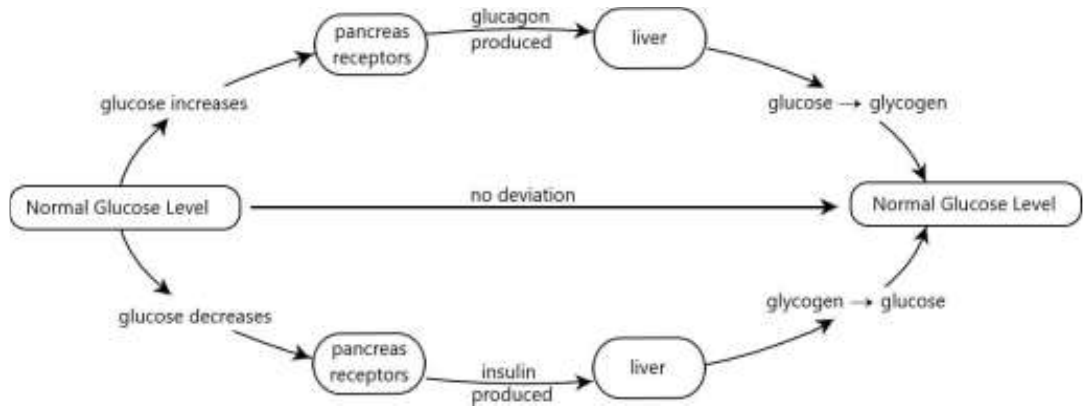 pancreas
receptors
glucagon
produced
liver
glucose increases
glucose → glycogen
Normal Glucose Level
no deviation
Normal Glucose Level
glucose decreases
glycogen → glucose
pancreas
receptors
insulin
produced
liver